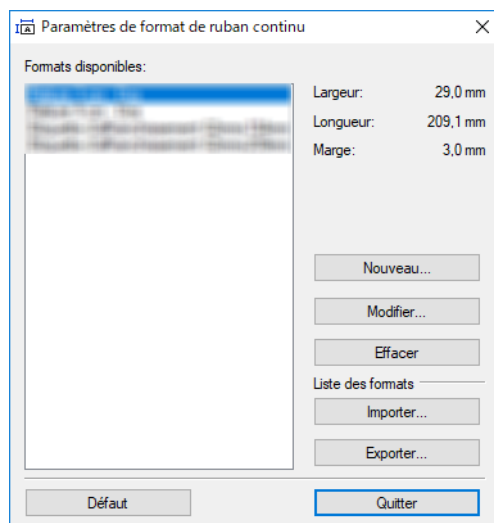 Paramètres de format de ruban continu
Formats disponibles:
Largeur: 29,0 mm
Longueur: 209,1 mm
Marge: 3,0 mm
Nouveau...
Modifier...
Effacer
Liste des formats
Importer...
Exporter...
Défaut
Quitter